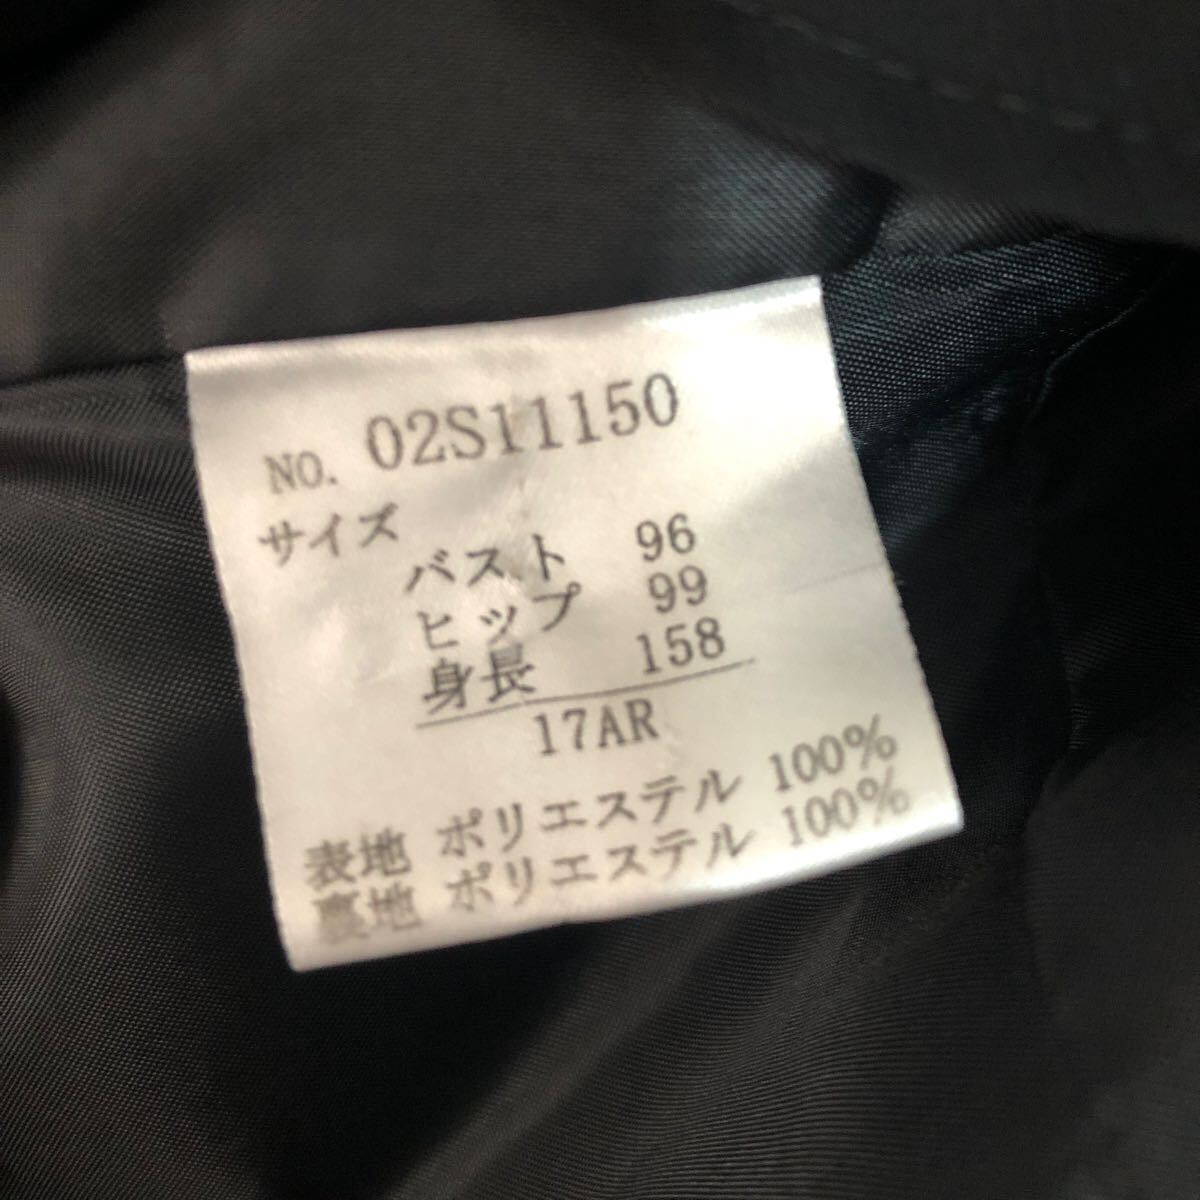 NO. 02S11150
サイズ
バスト 96
ヒップ 99
身長 158
17AR
表地 ポリエステル 100%
裏地 ポリエステル 100%